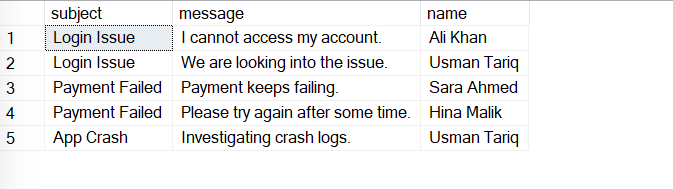 subject message name
1 Login Issue I cannot access my account. Ali Khan
2 Login Issue We are looking into the issue. Usman Tariq
3 Payment Failed Payment keeps failing. Sara Ahmed
4 Payment Failed Please try again after some time. Hina Malik
5 App Crash Investigating crash logs. Usman Tariq